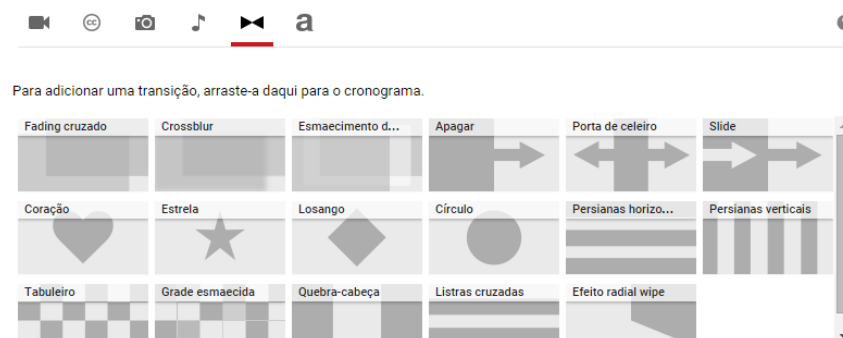 cc
a
Para adicionar uma transição, arraste-a daqui para o cronograma.
Fading cruzado Crossblur Esmaecimento d... Apagar Porta de celeiro Slide
Coração Estrela Losango Círculo Persianas horizo... Persianas verticais
Tabuleiro Grade esmaecida Quebra-cabeça Listras cruzadas Efeito radial wipe